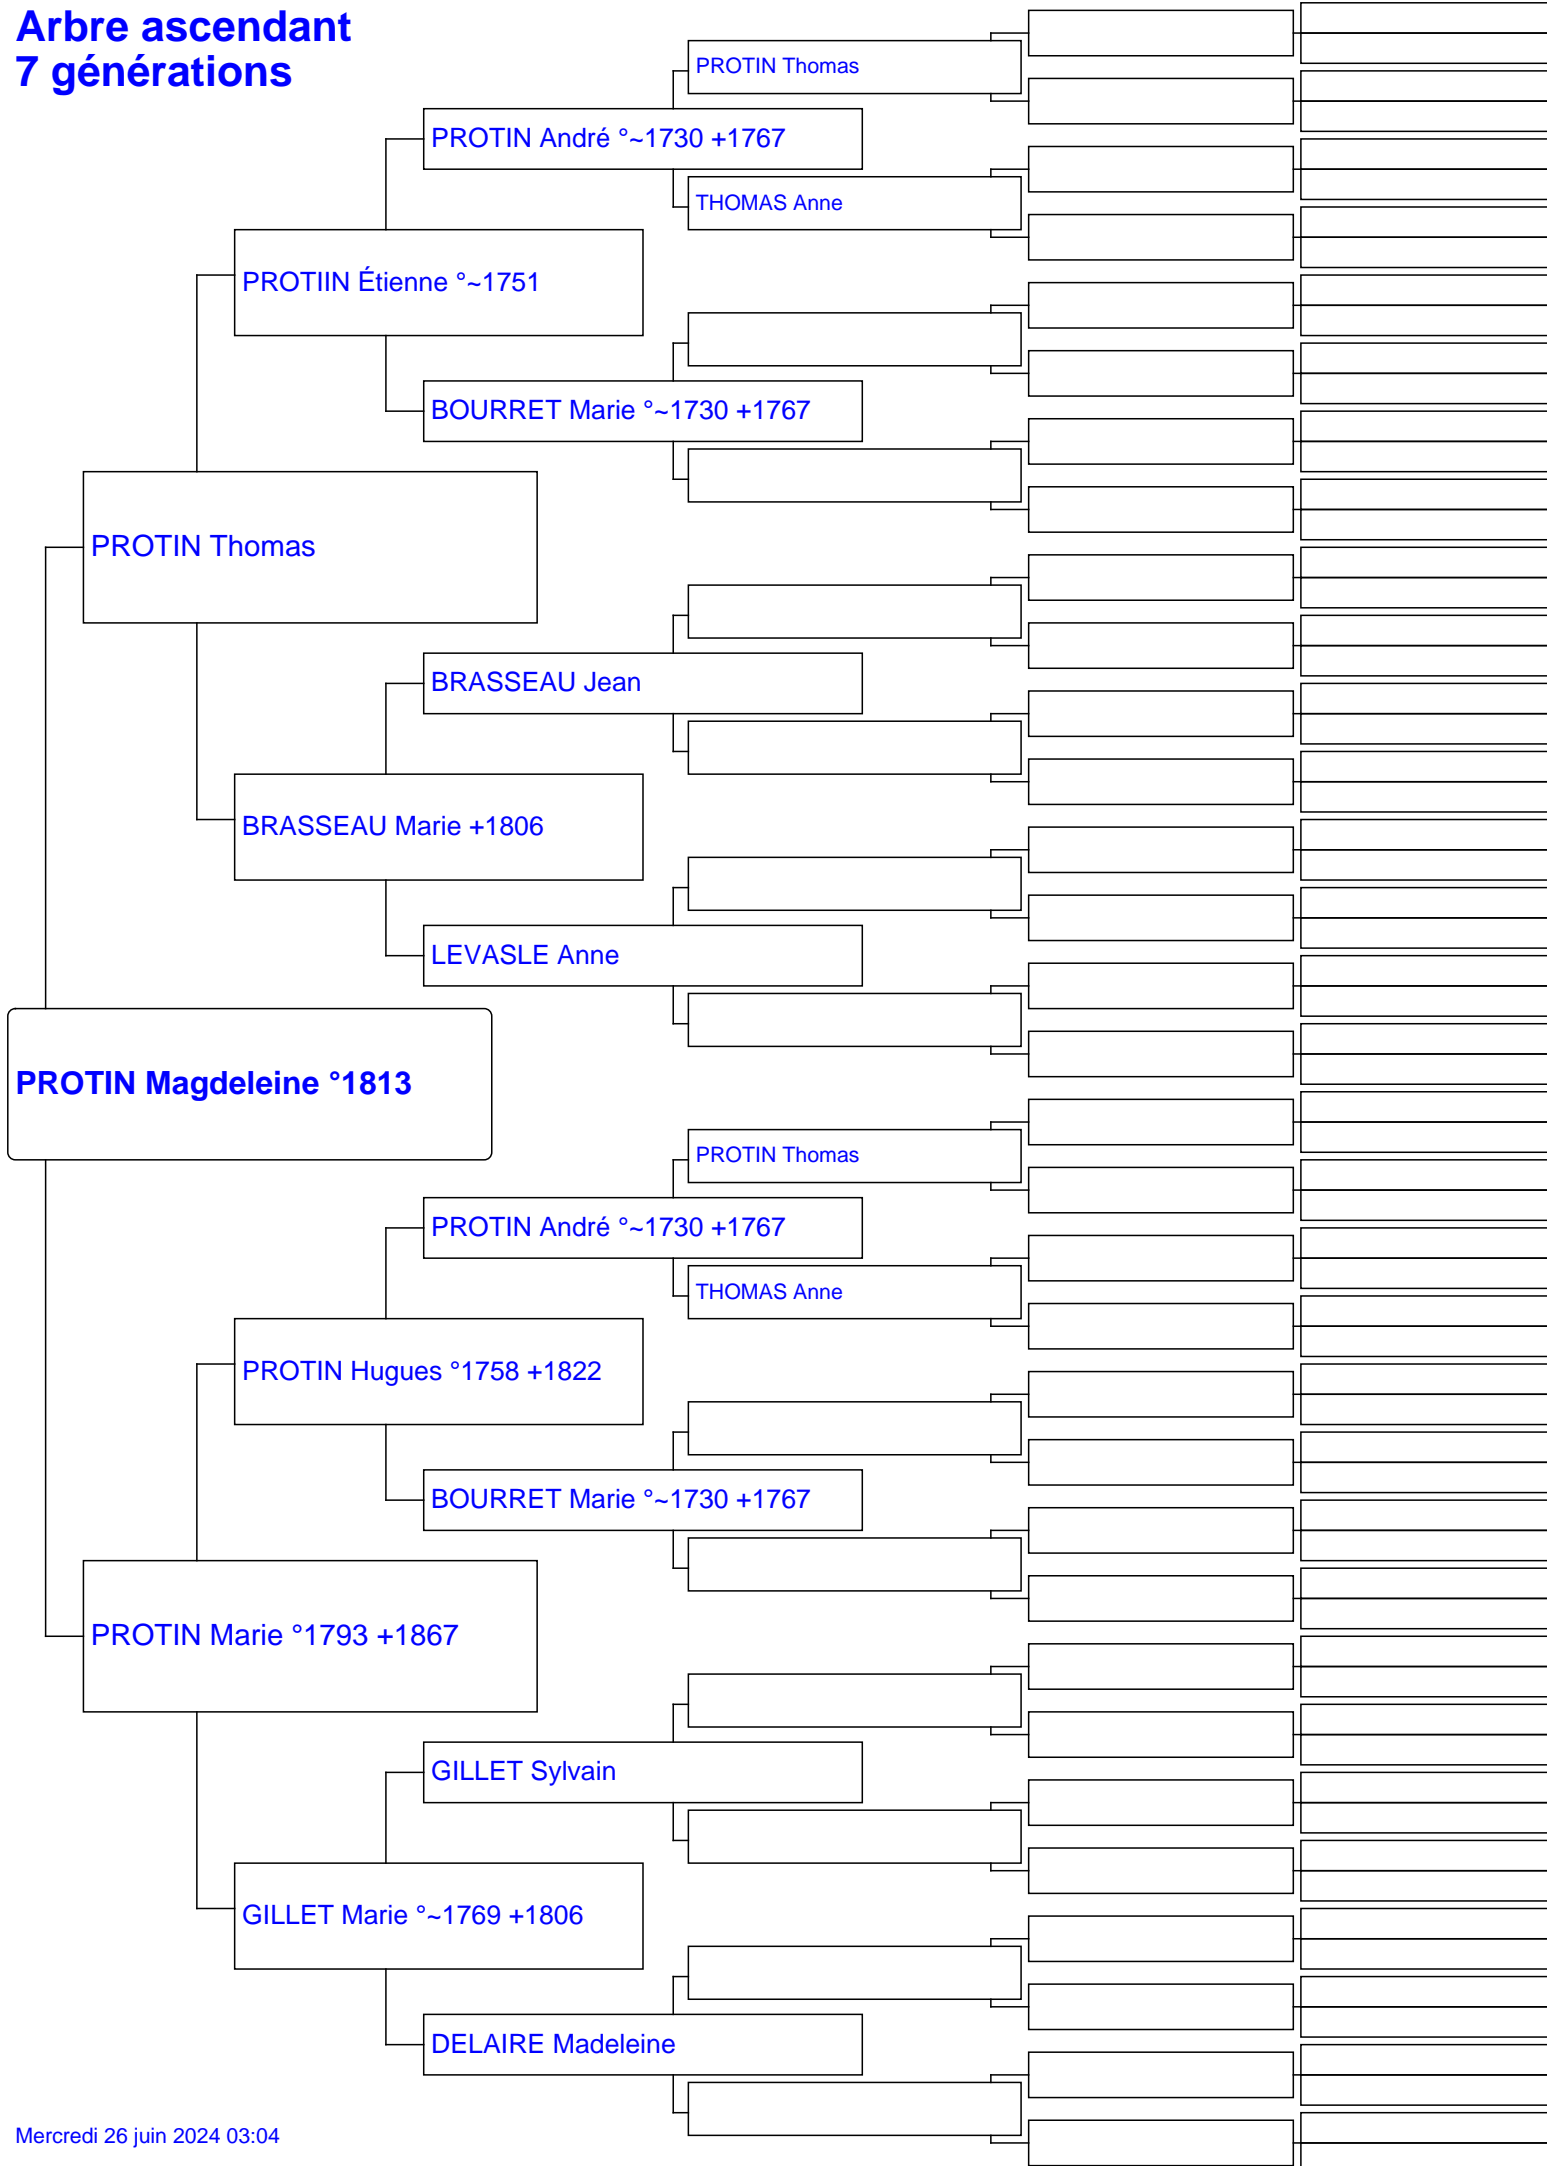 Arbre ascendant
7 générations
PROTIN Thomas
PROTIN André °~1730 +1767
THOMAS Anne
PROTIIN Étienne °~1751
BOURRET Marie °~1730 +1767
PROTIN Thomas
BRASSEAU Jean
BRASSEAU Marie +1806
LEVASLE Anne
PROTIN Magdeleine °1813
PROTIN Thomas
PROTIN André °~1730 +1767
THOMAS Anne
PROTIN Hugues °1758 +1822
BOURRET Marie °~1730 +1767
PROTIN Marie °1793 +1867
GILLET Sylvain
GILLET Marie °~1769 +1806
DELAIRE Madeleine
Mercredi 26 juin 2024 03:04